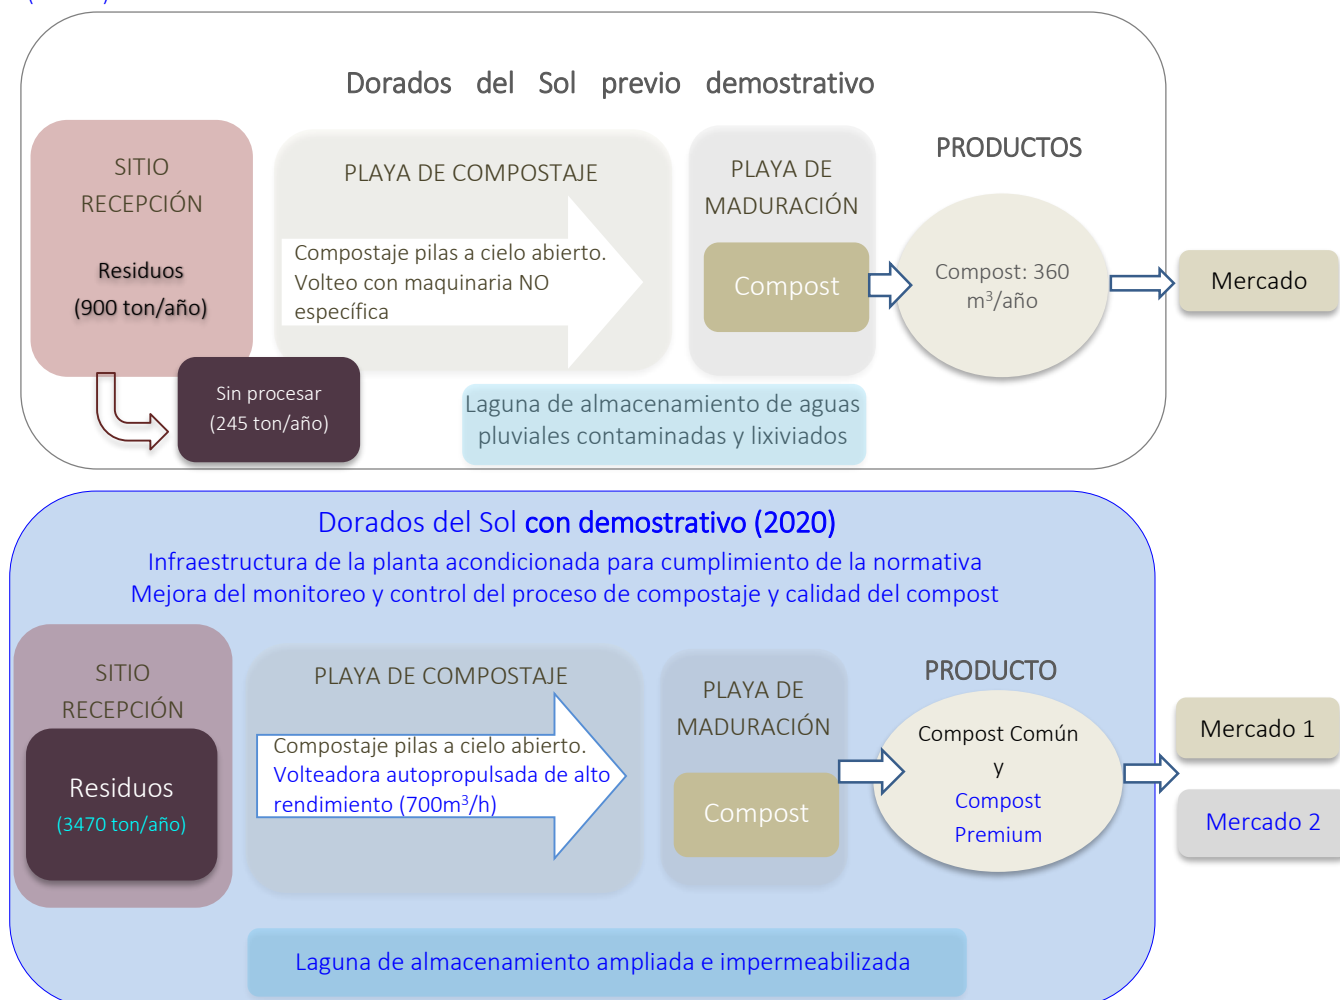 Dorados del Sol previo demostrativo
SITIO
RECEPCIÓN
Residuos
(900 ton/año)
Sin procesar
(245 ton/año)
PLAYA DE COMPOSTAJE
Compostaje pilas a cielo abierto.
Volteo con maquinaria NO
específica
PLAYA DE
MADURACIÓN
Compost
PRODUCTOS
Compost: 360
m³/año
Mercado
Laguna de almacenamiento de aguas
pluviales contaminadas y lixiviados
Dorados del Sol con demostrativo (2020)
Infraestructura de la planta acondicionada para cumplimiento de la normativa
Mejora del monitoreo y control del proceso de compostaje y calidad del compost
SITIO
RECEPCIÓN
Residuos
(3470 ton/año)
PLAYA DE COMPOSTAJE
Compostaje pilas a cielo abierto.
Volteadora autopropulsada de alto
rendimiento (700m³/h)
PLAYA DE
MADURACIÓN
Compost
PRODUCTO
Compost Común
y
Compost
Premium
Mercado 1
Mercado 2
Laguna de almacenamiento ampliada e impermeabilizada